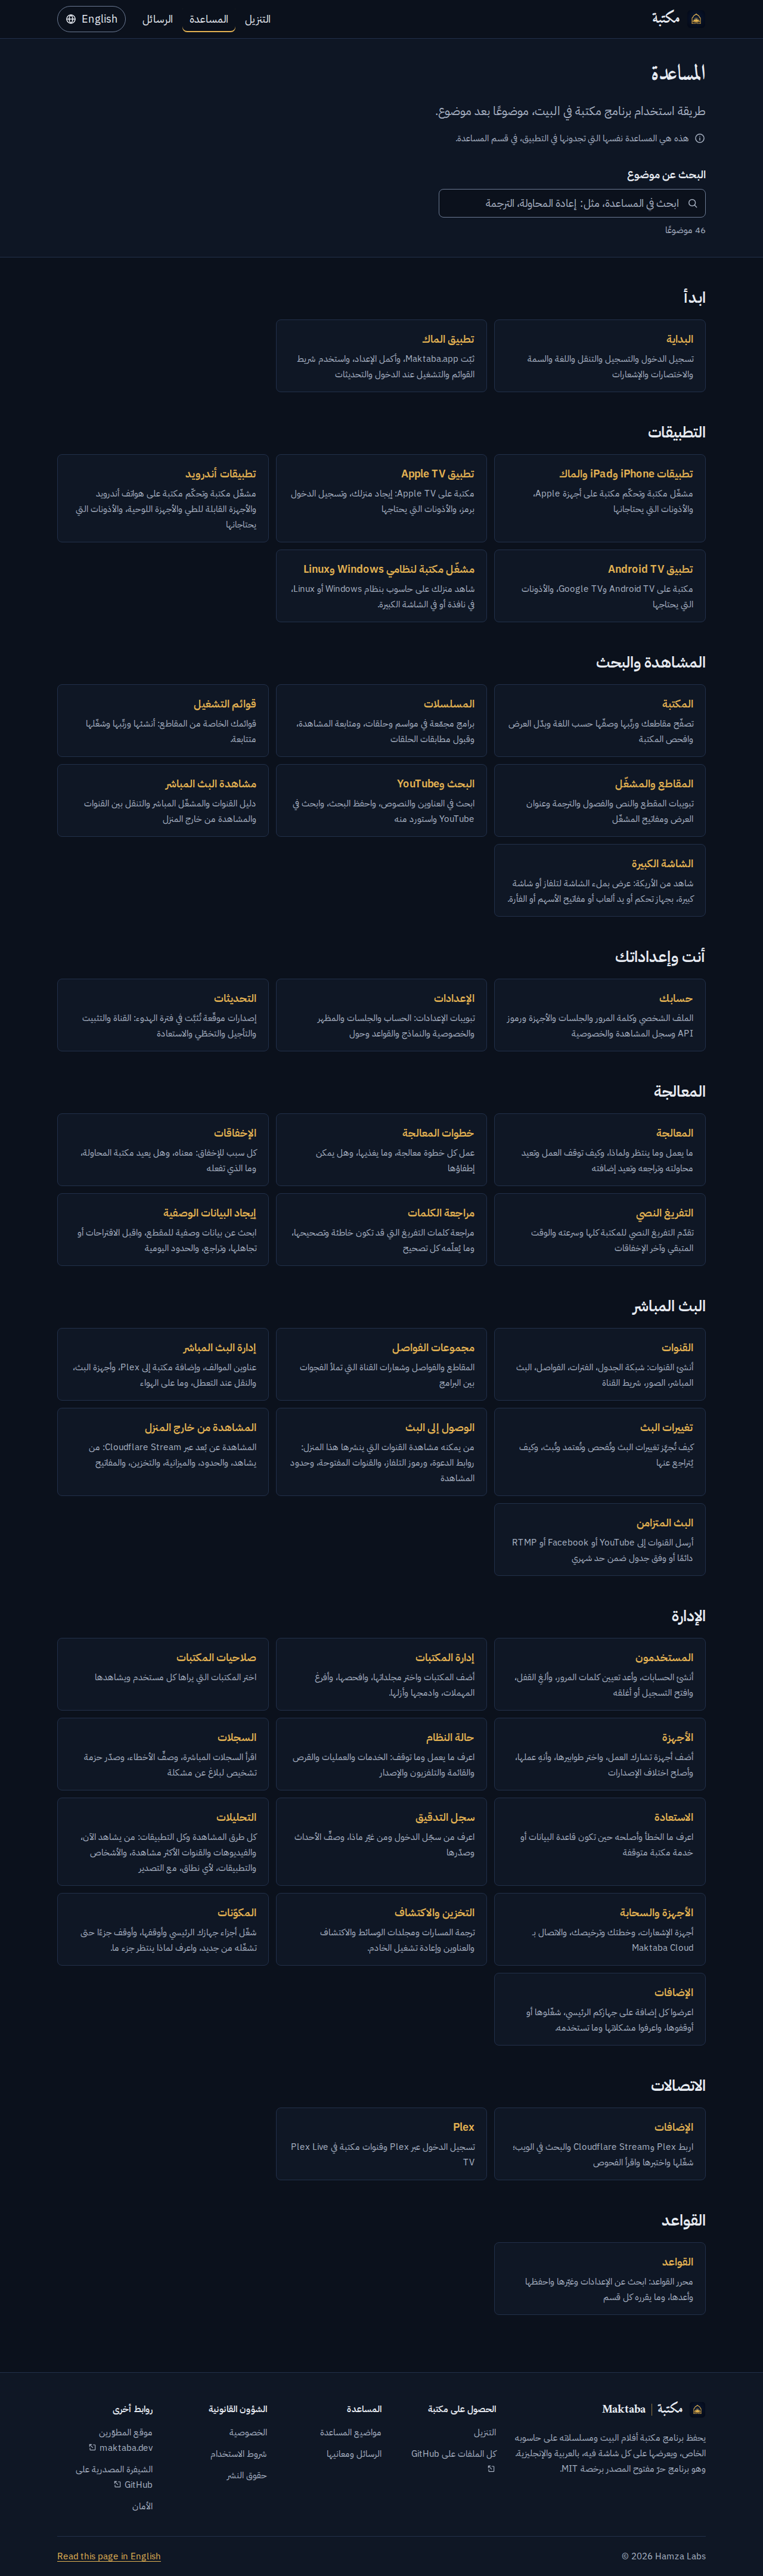 مكتبة
التنزيل
المساعدة
الرسائل
English
المساعدة
طريقة استخدام برنامج مكتبة في البيت، موضوعًا بعد موضوع.
هذه هي المساعدة نفسها التي تجدونها في التطبيق، في قسم المساعدة.
البحث عن موضوع
ابحث في المساعدة، مثل: إعادة المحاولة، الترجمة
46 موضوعًا
ابدأ
البداية
تسجيل الدخول والتسجيل والتنقل واللغة والسمة
والاختصارات والإشعارات
تطبيق الماك
ثبّت Maktaba.app، وأكمل الإعداد، واستخدم شريط
القوائم والتشغيل عند الدخول والتحديثات
التطبيقات
تطبيقات iPhone وiPad والماك
مشغّل مكتبة وتحكّم مكتبة على أجهزة Apple،
والأذونات التي يحتاجانها
تطبيق Apple TV
مكتبة على Apple TV: إيجاد منزلك، وتسجيل الدخول
برمز، والأذونات التي يحتاجها
تطبيقات أندرويد
مشغّل مكتبة وتحكّم مكتبة على هواتف أندرويد
والأجهزة القابلة للطي والأجهزة اللوحية، والأذونات التي
يحتاجانها
تطبيق Android TV
مكتبة على Android TV وGoogle TV، والأذونات
التي يحتاجها
مشغّل مكتبة لنظامي Windows وLinux
شاهد منزلك على حاسوب بنظام Windows أو Linux،
في نافذة أو في الشاشة الكبيرة.
المشاهدة والبحث
المكتبة
تصفّح مقاطعك ورتّبها وصفّها حسب اللغة وبدّل العرض
وافحص المكتبة
المسلسلات
برامج مجمّعة في مواسم وحلقات، ومتابعة المشاهدة،
وقبول مطابقات الحلقات
قوائم التشغيل
قوائمك الخاصة من المقاطع: أنشئها ورتّبها وشغّلها
متتابعة.
المقاطع والمشغّل
تبويبات المقطع والنص والفصول والترجمة وعنوان
العرض ومفاتيح المشغّل
البحث وYouTube
ابحث في العناوين والنصوص، واحفظ البحث، وابحث في
YouTube واستورد منه
مشاهدة البث المباشر
دليل القنوات والمشغّل المباشر والتنقل بين القنوات
والمشاهدة من خارج المنزل
الشاشة الكبيرة
شاهد من الأريكة: عرض بملء الشاشة لتلفاز أو شاشة
كبيرة، بجهاز تحكم أو يد ألعاب أو مفاتيح الأسهم أو الفأرة.
أنت وإعداداتك
حسابك
الملف الشخصي وكلمة المرور والجلسات والأجهزة ورموز
API وسجل المشاهدة والخصوصية
الإعدادات
تبويبات الإعدادات: الحساب والجلسات والمظهر
والخصوصية والنماذج والقواعد وحول
التحديثات
إصدارات موقّعة تُثبَّت في فترة الهدوء: القناة والتثبيت
والتأجيل والتخطّي والاستعادة
المعالجة
المعالجة
ما يعمل وما ينتظر ولماذا، وكيف توقف العمل وتعيد
محاولته وتراجعه وتعيد إضافته
خطوات المعالجة
عمل كل خطوة معالجة، وما يغذيها، وهل يمكن
إطفاؤها
الإخفاقات
كل سبب للإخفاق: معناه، وهل يعيد مكتبة المحاولة،
وما الذي تفعله
التفريغ النصي
تقدّم التفريغ النصي للمكتبة كلها وسرعته والوقت
المتبقي وآخر الإخفاقات
مراجعة الكلمات
مراجعة كلمات التفريغ التي قد تكون خاطئة وتصحيحها،
وما يُعلّمه كل تصحيح
إيجاد البيانات الوصفية
ابحث عن بيانات وصفية للمقطع، واقبل الاقتراحات أو
تجاهلها، وتراجع، والحدود اليومية
البث المباشر
القنوات
أنشئ القنوات: شبكة الجدول، الفترات، الفواصل، البث
المباشر، الصور، شريط القناة
مجموعات الفواصل
المقاطع والفواصل وشعارات القناة التي تملأ الفجوات
بين البرامج
إدارة البث المباشر
عناوين الموالف، وإضافة مكتبة إلى Plex، وأجهزة البث،
والنقل عند التعطل، وما على الهواء
تغييرات البث
كيف تُجهَّز تغييرات البث وتُفحص وتُعتمد وتُبث، وكيف
يُتراجع عنها
الوصول إلى البث
من يمكنه مشاهدة القنوات التي ينشرها هذا المنزل:
روابط الدعوة، ورموز التلفاز، والقنوات المفتوحة، وحدود
المشاهدة
المشاهدة من خارج المنزل
المشاهدة عن بُعد عبر Cloudflare Stream: من
يشاهد، والحدود، والميزانية، والتخزين، والمفاتيح
البث المتزامن
أرسل القنوات إلى YouTube أو Facebook أو RTMP
دائمًا أو وفق جدول ضمن حد شهري
الإدارة
المستخدمون
أنشئ الحسابات، وأعد تعيين كلمات المرور، وألغِ القفل،
وافتح التسجيل أو أغلقه
إدارة المكتبات
أضف المكتبات واختر مجلداتها، وافحصها، وأفرغ
المهملات، وادمجها وأزلها.
صلاحيات المكتبات
اختر المكتبات التي يراها كل مستخدم ويشاهدها
الأجهزة
أضف أجهزة تشارك العمل، واختر طوابيرها، وأنهِ عملها،
وأصلح اختلاف الإصدارات
حالة النظام
اعرف ما يعمل وما توقف: الخدمات والعمليات والقرص
والقائمة والتلفزيون والإصدار
السجلات
اقرأ السجلات المباشرة، وصفِّ الأخطاء، وصدّر حزمة
تشخيص لبلاغ عن مشكلة
الاستعادة
اعرف ما الخطأ وأصلحه حين تكون قاعدة البيانات أو
خدمة مكتبة متوقفة
سجل التدقيق
اعرف من سجّل الدخول ومن غيّر ماذا، وصفِّ الأحداث
وصدّرها
التحليلات
كل طرق المشاهدة وكل التطبيقات: من يشاهد الآن،
والفيديوهات والقنوات الأكثر مشاهدة، والأشخاص
والتطبيقات، لأي نطاق، مع التصدير
الأجهزة والسحابة
أجهزة الإشعارات، وخطتك وترخيصك، والاتصال بـ
Maktaba Cloud
التخزين والاكتشاف
ترجمة المسارات ومجلدات الوسائط والاكتشاف
والعناوين وإعادة تشغيل الخادم.
المكوّنات
شغّل أجزاء جهازك الرئيسي وأوقفها، وأوقف جزءًا حتى
تشغّله من جديد، واعرف لماذا ينتظر جزء ما.
الإضافات
اعرضوا كل إضافة على جهازكم الرئيسي، شغّلوها أو
أوقفوها، واعرفوا مشكلاتها وما تستخدمه.
الاتصالات
الإضافات
اربط Plex وCloudflare Stream والبحث في الويب؛
شغّلها واختبرها واقرأ الفحوص
Plex
تسجيل الدخول عبر Plex وقنوات مكتبة في Plex Live
TV
القواعد
القواعد
محرر القواعد: ابحث عن الإعدادات وغيّرها واحفظها
وأعدها، وما يقرره كل قسم
مكتبة | Maktaba
يحفظ برنامج مكتبة أفلام البيت ومسلسلاته على حاسوبه
الخاص، ويعرضها على كل شاشة فيه، بالعربية والإنجليزية.
وهو برنامج حرّ مفتوح المصدر برخصة MIT.
الحصول على مكتبة
التنزيل
كل الملفات على GitHub
المساعدة
مواضيع المساعدة
الرسائل ومعانيها
الشؤون القانونية
الخصوصية
شروط الاستخدام
حقوق النشر
روابط أخرى
موقع المطوّرين
maktaba.dev
الشيفرة المصدرية على
GitHub
الأمان
© 2026 Hamza Labs
Read this page in English